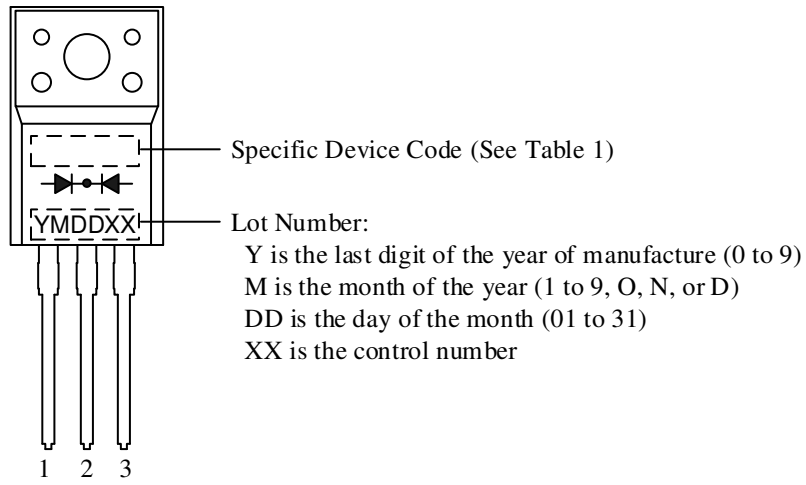 Specific Device Code (See Table 1)
YMDDXX
Lot Number:
Y is the last digit of the year of manufacture (0 to 9)
M is the month of the year (1 to 9, O, N, or D)
DD is the day of the month (01 to 31)
XX is the control number
1 2 3